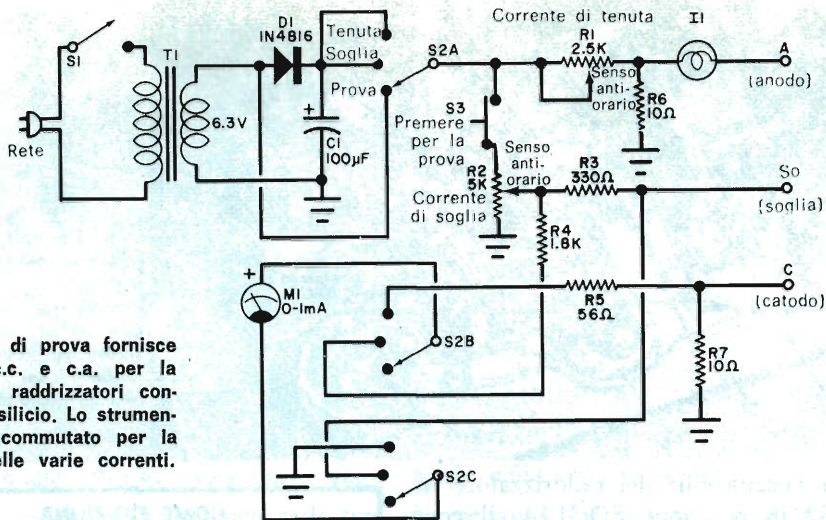 Corrente di tenuta
S1
T1
D1
1N4816
Tenuta
Soglia
Prova
S2A
R1
2.5K
Senso
anti-
orario
I1
A
(anodo)
6.3V
Rete
+
C1
100µF
S3
Premere
per la
prova
R2
5K
Corrente
di soglia
Senso
anti-
orario
R3
330Ω
R6
10Ω
So
(soglia)
R4
1.8K
+
M1
0-1mA
S2B
R5
56Ω
C
(catodo)
R7
10Ω
S2C
di prova fornisce
c.c. e c.a. per la
raddrizzatori con-
silicio. Lo strumen-
commutato per la
elle varie correnti.